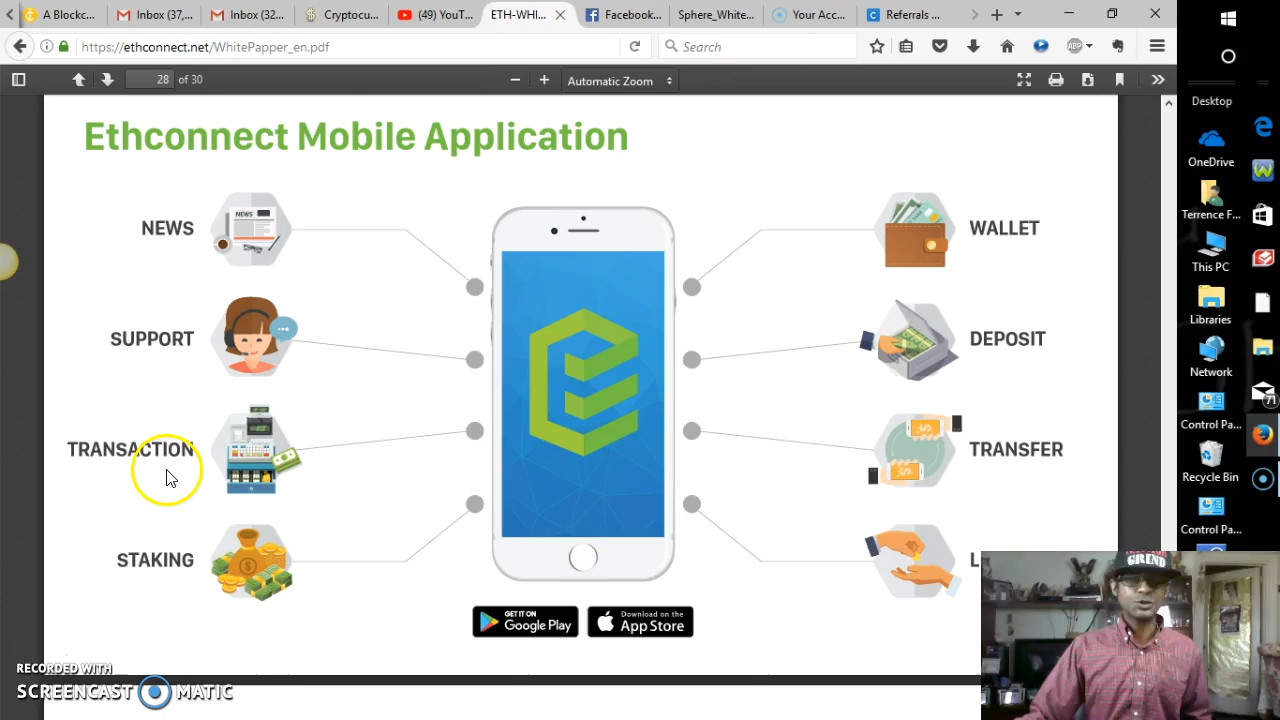 A Blockc
Inbox (37,
Inbox (32
Cryptocu
(49) YouT
ETH-WHI
Facebook
Sphere_White
Your Acc
Referrals
https://ethconnect.net/WhitePapper_en.pdf
Search
ABP
28 of 30
Automatic Zoom
Ethconnect Mobile Application
NEWS
NEWS
SUPPORT
TRANSACTION
STAKING
WALLET
DEPOSIT
TRANSFER
L
GET IT ON
Google Play
Download on the
App Store
RECORDED WITH
SCREENCAST MATIC
GRIND
Desktop
OneDrive
Terrence F...
This PC
Libraries
Network
Control Pa...
Recycle Bin
Control Pa...
71